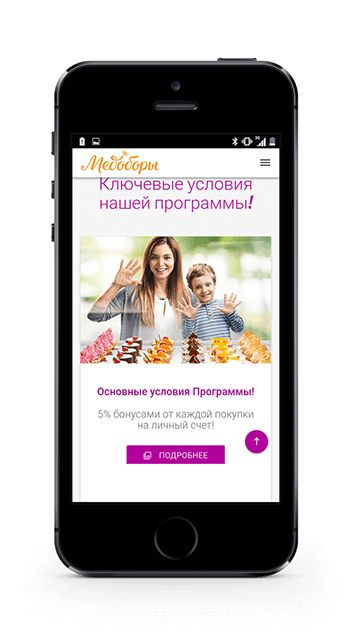 Медоборы
Ключевые условия
нашей программы!
Основные условия Программы!
5% бонусами от каждой покупки
на личный счет!
ПОДРОБНЕЕ